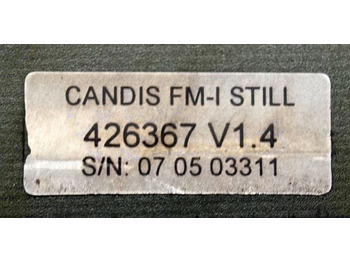 CANDIS FM-I STILL
426367 V1.4
S/N: 07 05 03311